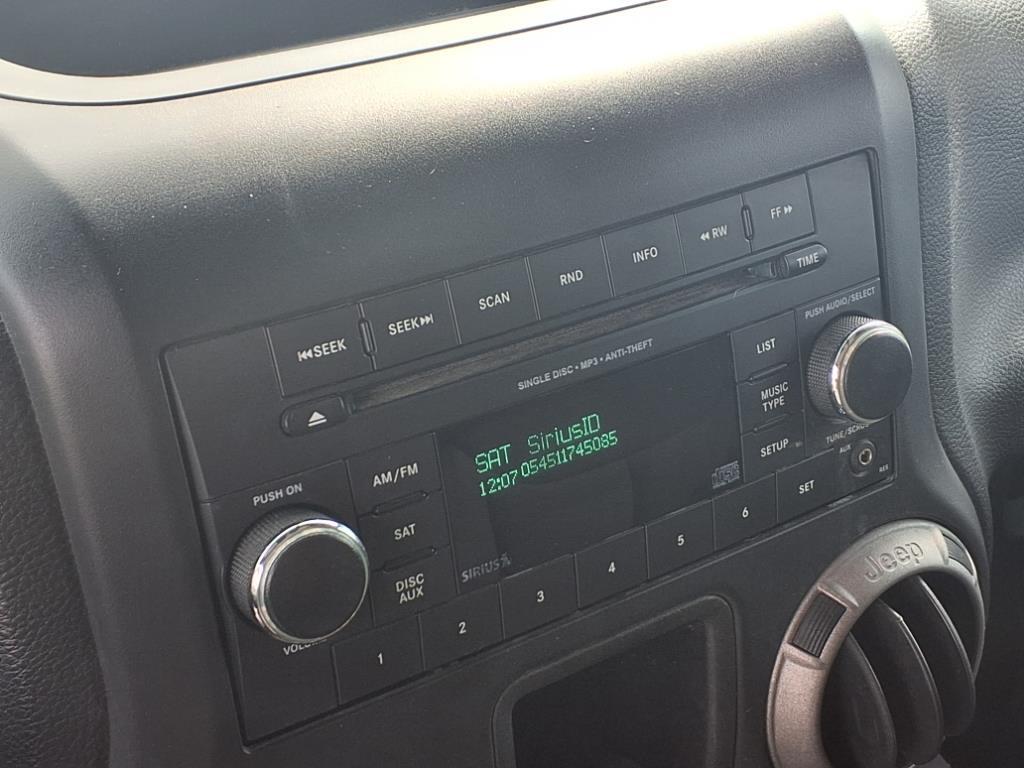 ⏮SEEK
SEEK⏭
SCAN
RND
INFO
◀◀ RW
FF ▶▶
TIME
SINGLE DISC • MP3 • ANTI-THEFT
PUSH AUDIO/SELECT
LIST
MUSIC
TYPE
SETUP
TUNE/SCROLL
AUX
SAT SiriusID
12:07 054511745085
AM/FM
SAT
DISC
AUX
PUSH ON
SIRIUS
1
2
3
4
5
6
SET
Jeep